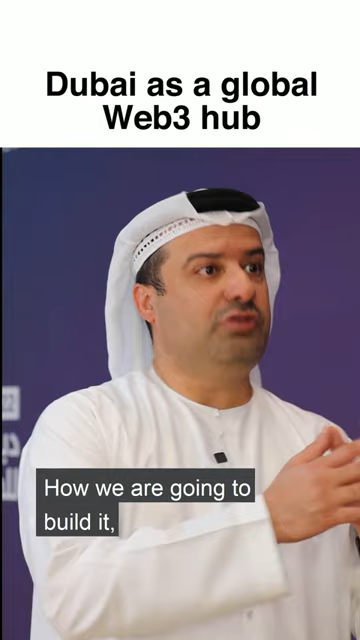 Dubai as a global
Web3 hub
How we are going to
build it,